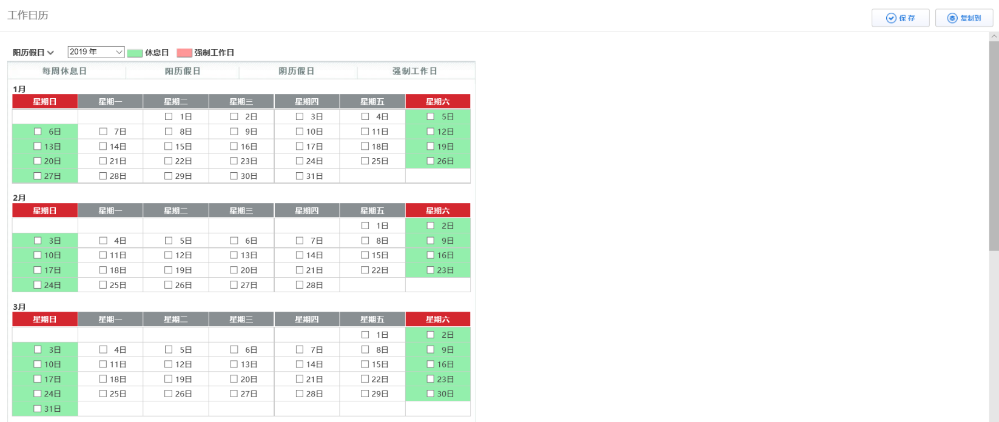 工作日历
保 存 复制到
阳历假日 2019 年 休息日 强制工作日
每周休息日 阳历假日 阴历假日 强制工作日
1月
星期日 星期一 星期二 星期三 星期四 星期五 星期六
1日 2日 3日 4日 5日
6日 7日 8日 9日 10日 11日 12日
13日 14日 15日 16日 17日 18日 19日
20日 21日 22日 23日 24日 25日 26日
27日 28日 29日 30日 31日
2月
星期日 星期一 星期二 星期三 星期四 星期五 星期六
1日 2日
3日 4日 5日 6日 7日 8日 9日
10日 11日 12日 13日 14日 15日 16日
17日 18日 19日 20日 21日 22日 23日
24日 25日 26日 27日 28日
3月
星期日 星期一 星期二 星期三 星期四 星期五 星期六
1日 2日
3日 4日 5日 6日 7日 8日 9日
10日 11日 12日 13日 14日 15日 16日
17日 18日 19日 20日 21日 22日 23日
24日 25日 26日 27日 28日 29日 30日
31日